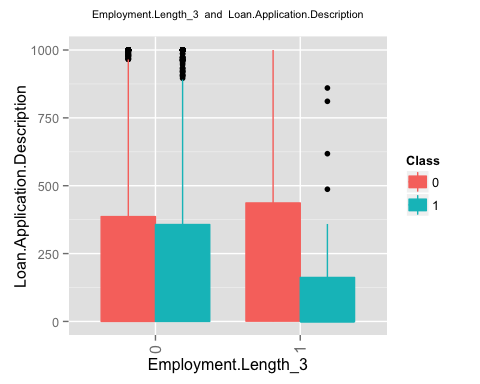 Employment.Length_3 and Loan.Application.Description
1000
750
500
250
0
Loan.Application.Description
0
1
Employment.Length_3
Class
0
1